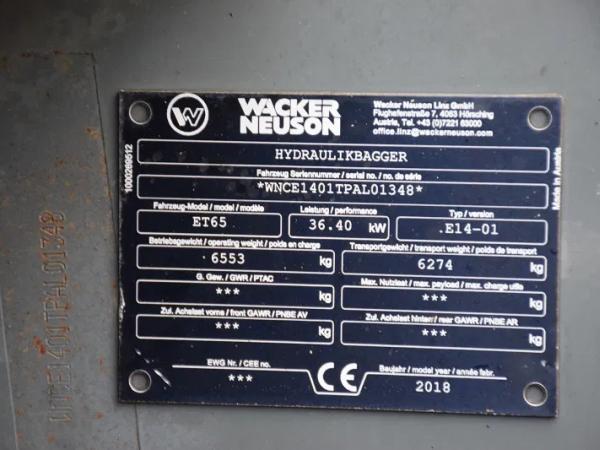 WACKER
NEUSON
Wacker Neuson Linz GmbH
Flughafenstraße 7, 4063 Hörsching
Austria, Tel. +43 (0)7221 63000
office.linz@wackerneuson.com
HYDRAULIKBAGGER
Fahrzeug Seriennummer / serial no. / no. de série
*WNCE1401TPAL01348*
Fahrzeug-Model / model / modèle
Leistung / performance
Typ / version
ET65
36.40 kW
E14-01
Betriebsgewicht / operating weight / poids en charge
Transportgewicht / transport weight / poids de transport
6553 kg
6274 kg
G. Gew. / GWR / PTAC
Max. Nutzlast / max. payload / max. charge utile
*** kg
*** kg
Zul. Achslast vorne / front GAWR / PNBE AV
Zul. Achslast hinten / rear GAWR / PNBE AR
*** kg
*** kg
EWG Nr. / CEE no.
***
CE
Baujahr / model year / année fabr.
2018
1000289512
Made in Austria
WNCE1401TPAL01348